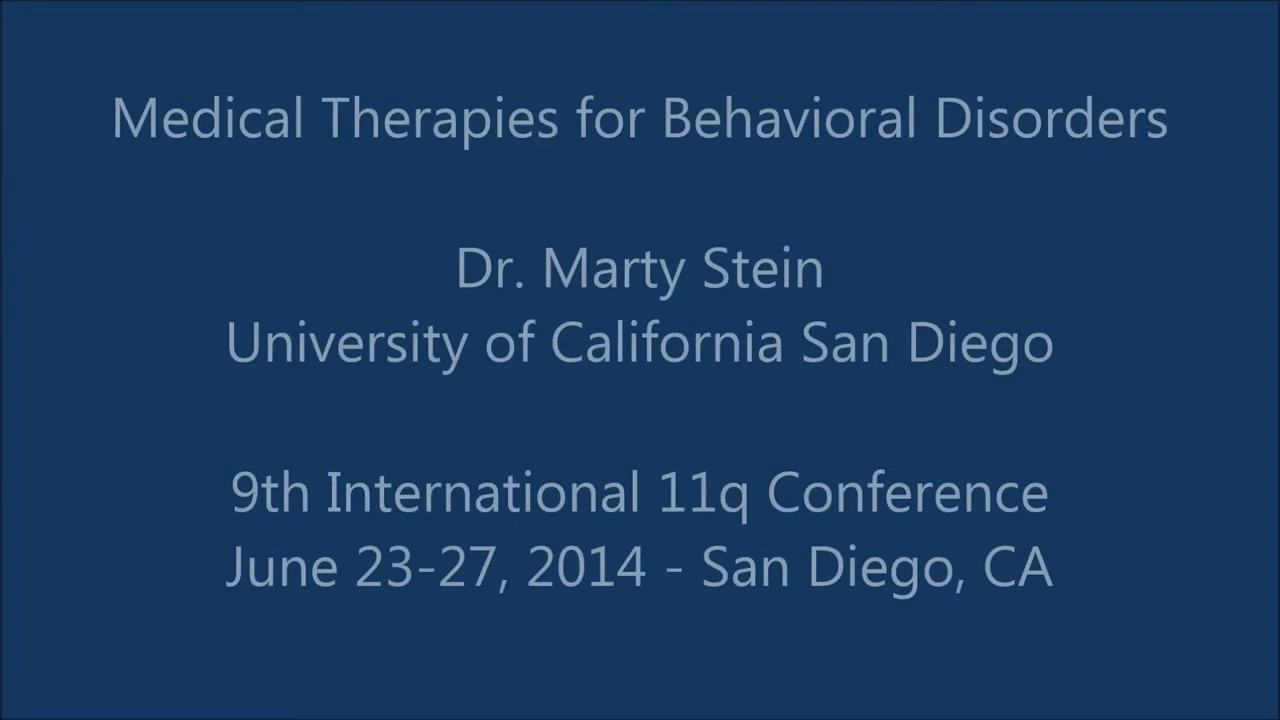 Medical Therapies for Behavioral Disorders
Dr. Marty Stein
University of California San Diego
9th International 11q Conference
June 23-27, 2014 - San Diego, CA